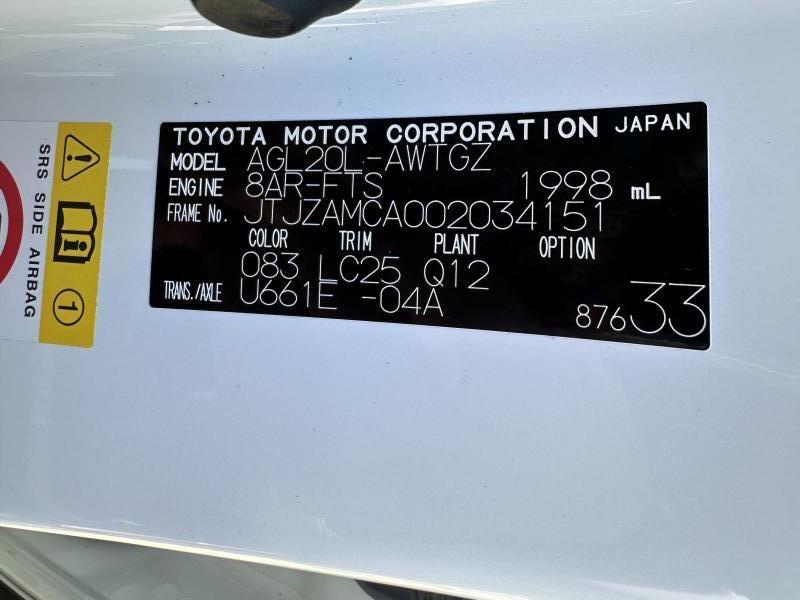 TOYOTA MOTOR CORPORATION JAPAN
MODEL AGL20L-AWTGZ
ENGINE 8AR-FTS 1998 mL
FRAME No. JTJZAMCA002034151
COLOR TRIM PLANT OPTION
083 LC25 Q12
TRANS./AXLE U661E -04A
87633
SRS SIDE AIRBAG
1